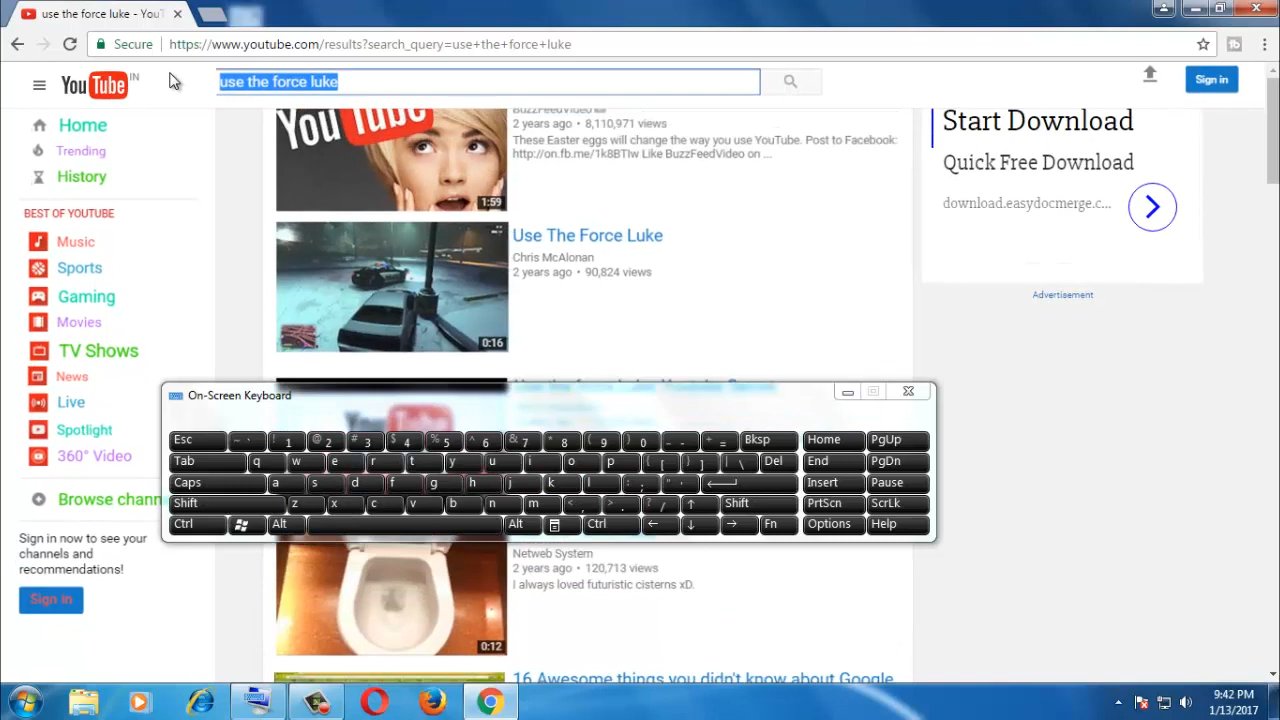 use the force luke - YouT
Secure
https://www.youtube.com/results?search_query=use+the+force+luke
YouTube IN
use the force luke
Sign in
Home
Trending
History
BEST OF YOUTUBE
Music
Sports
Gaming
Movies
TV Shows
News
Live
Spotlight
360° Video
Browse chann
Sign in now to see your
channels and
recommendations!
Sign in
You Tube
1:59
BuzzFeedVideo
2 years ago • 8,110,971 views
These Easter eggs will change the way you use YouTube. Post to Facebook:
http://on.fb.me/1k8BTIw Like BuzzFeedVideo on ...
0:16
Use The Force Luke
Chris McAlonan
2 years ago • 90,824 views
Start Download
Quick Free Download
download.easydocmerge.c...
Advertisement
On-Screen Keyboard
Esc ~ ` ! 1 @ 2 # 3 $ 4 % 5 ^ 6 & 7 * 8 ( 9 ) 0 _ - + = Bksp Home PgUp
Tab q w e r t y u i o p { [ } ] | \ Del End PgDn
Caps a s d f g h j k l : ; " ' Insert Pause
Shift z x c v b n m < , > . ? / ↑ Shift PrtScn ScrLk
Ctrl Alt Alt Ctrl ← ↓ → Fn Options Help
0:12
Netweb System
2 years ago • 120,793 views
I always loved futuristic cisterns xD.
16 Awesome things you didn't know about Google
9:42 PM
1/13/2017